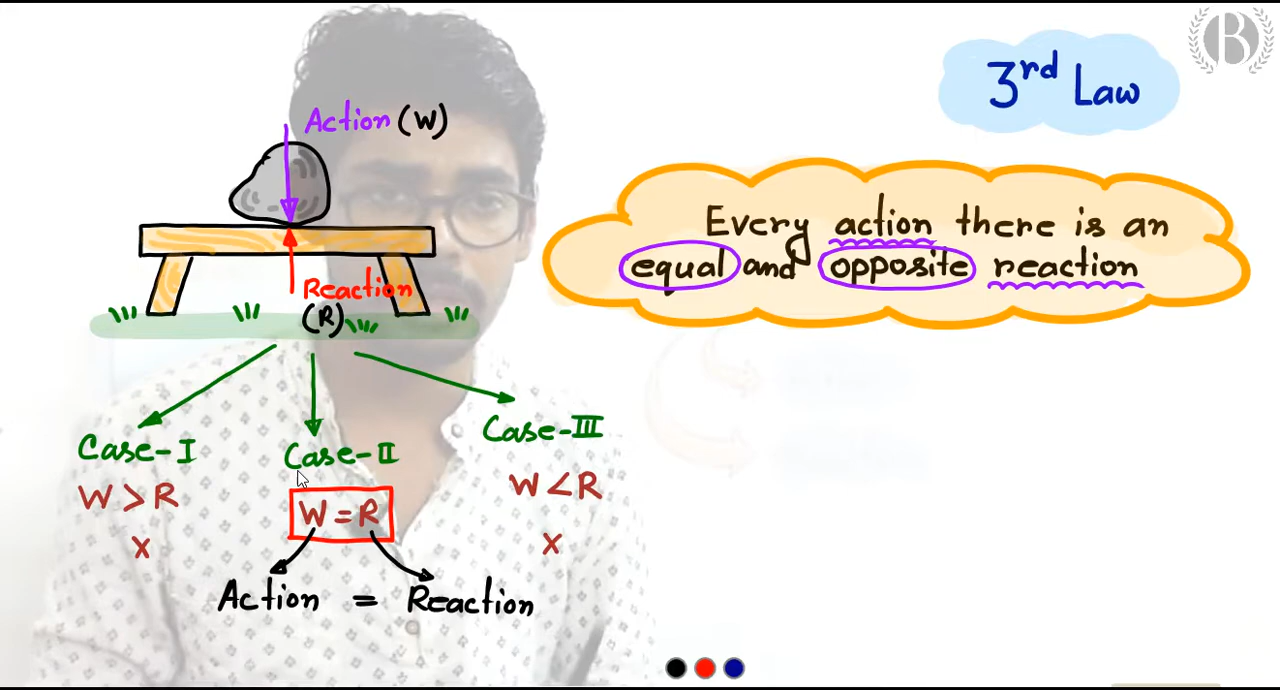 3rd Law
Action (W)
Every action there is an
equal and opposite reaction
Reaction
(R)
Case-I
Case-II
Case-III
W > R
W = R
W < R
x
x
Action = Reaction
B